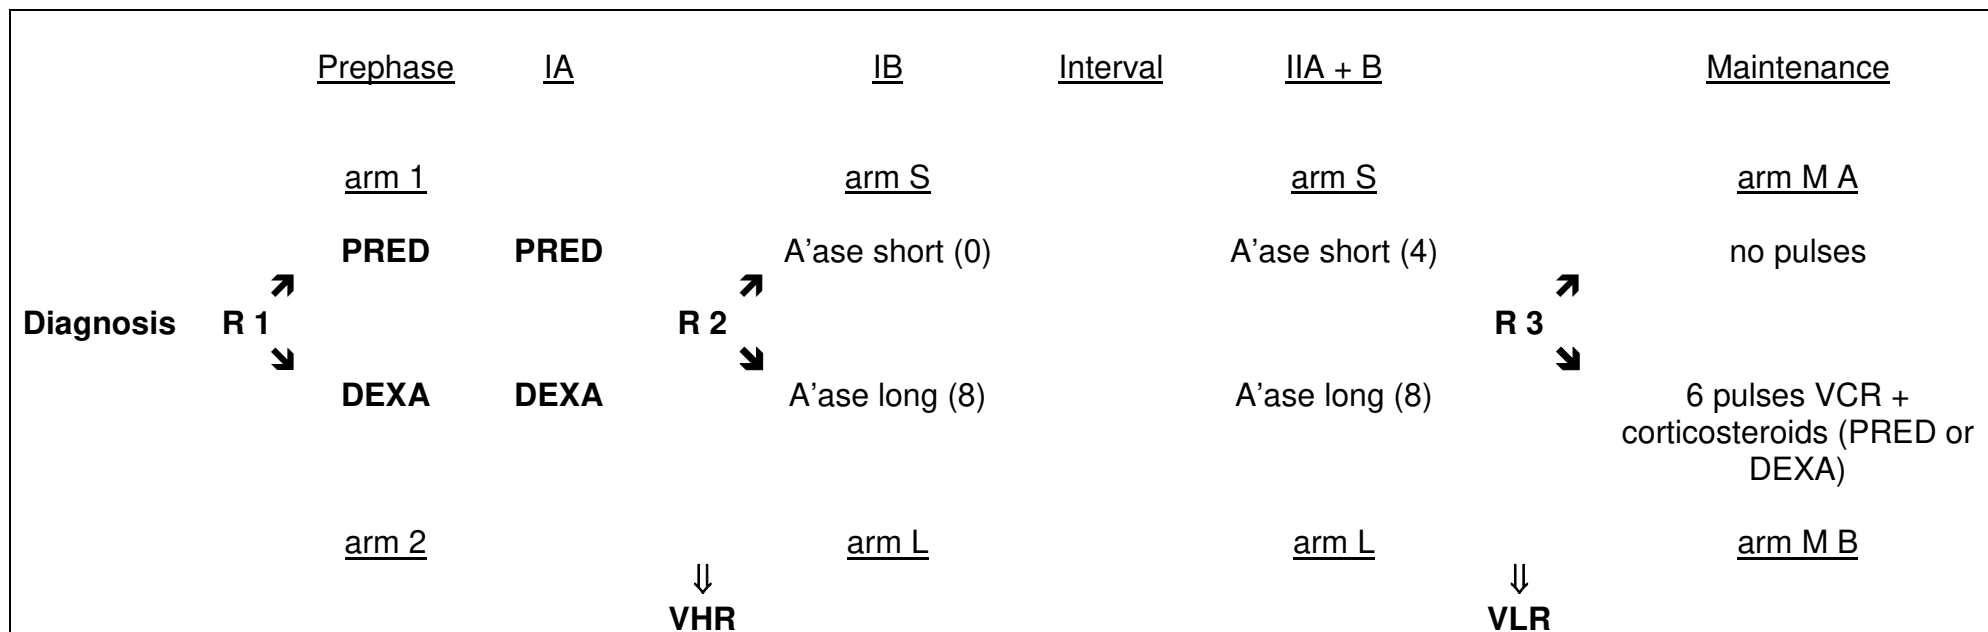 Prephase IA IB Interval IIA + B Maintenance
arm 1 arm S arm S arm M A
PRED PRED A'ase short (0) A'ase short (4) no pulses
Diagnosis R 1 R 2 R 3
DEXA DEXA A'ase long (8) A'ase long (8) 6 pulses VCR +
corticosteroids (PRED or
DEXA)
arm 2 arm L arm L arm M B
VHR VLR